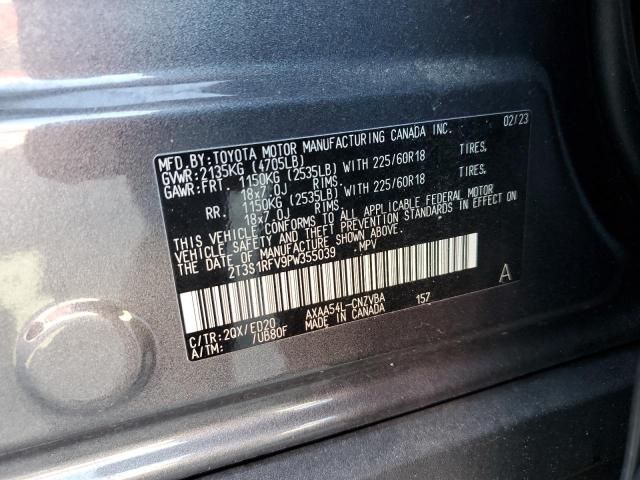 MFD.BY:TOYOTA MOTOR MANUFACTURING CANADA INC. 02/23
GVWR:2135KG (4705LB)
GAWR:FRT. 1150KG (2535LB) WITH 225/60R18 TIRES.
18x7.0J RIMS
RR. 1150KG (2535LB) WITH 225/60R18 TIRES.
18x7.0J RIMS
THIS VEHICLE CONFORMS TO ALL APPLICABLE FEDERAL MOTOR
VEHICLE SAFETY AND THEFT PREVENTION STANDARDS IN EFFECT ON
THE DATE OF MANUFACTURE SHOWN ABOVE.
2T3S1RFV9PW355039 .MPV
A
C/TR:2QX/ED20 AXAA54L-CNZVBA 157
A/TM: /UB80F MADE IN CANADA